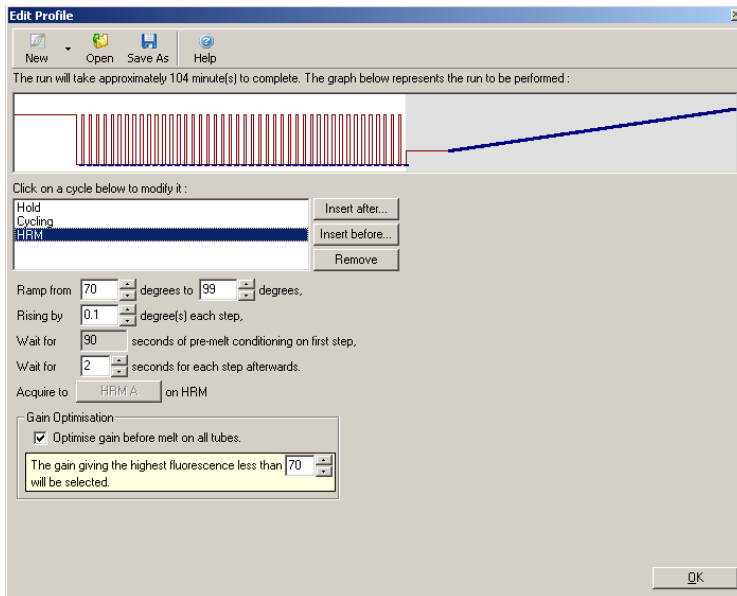 Edit Profile
New Open Save As Help
The run will take approximately 104 minute(s) to complete. The graph below represents the run to be performed :
Click on a cycle below to modify it :
Hold
Cycling
HRM
Insert after...
Insert before...
Remove
Ramp from 70 degrees to 99 degrees,
Rising by 0.1 degree(s) each step,
Wait for 90 seconds of pre-melt conditioning on first step,
Wait for 2 seconds for each step afterwards.
Acquire to HRM A on HRM
Gain Optimisation
Optimise gain before melt on all tubes.
The gain giving the highest fluorescence less than 70
will be selected.
OK